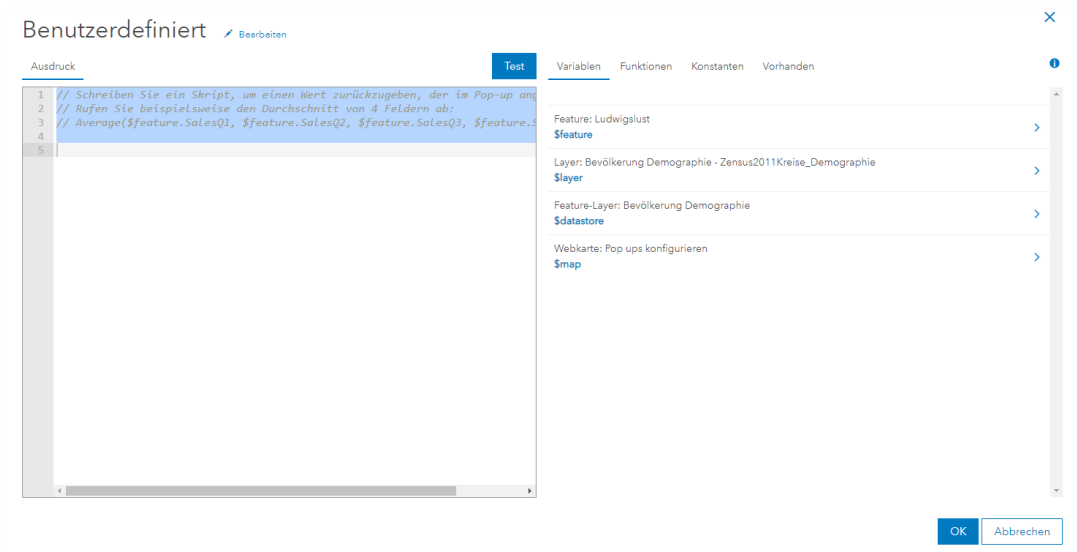 Benutzerdefiniert Bearbeiten
Ausdruck
Test
Variablen Funktionen Konstanten Vorhanden
1 // Schreiben Sie ein Skript, um einen Wert zurückzugeben, der im Pop-up ang
2 // Rufen Sie beispielsweise den Durchschnitt von 4 Feldern ab:
3 // Average($feature.SalesQ1, $feature.SalesQ2, $feature.SalesQ3, $feature.S
4
5
Feature: Ludwigslust
$feature
Layer: Bevölkerung Demographie - Zensus2011Kreise_Demographie
$layer
Feature-Layer: Bevölkerung Demographie
$datastore
Webkarte: Pop ups konfigurieren
$map
OK Abbrechen